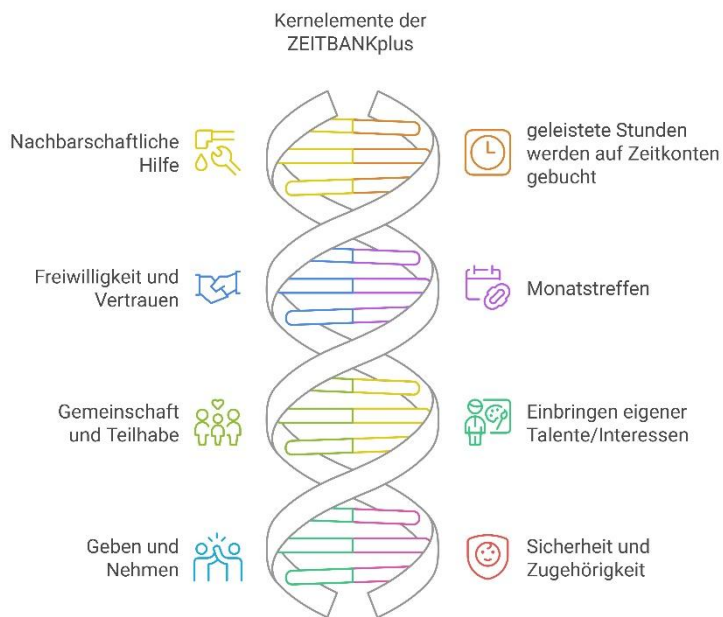 Kernelemente der
ZEITBANKplus
Nachbarschaftliche
Hilfe
geleistete Stunden
werden auf Zeitkonten
gebucht
Freiwilligkeit und
Vertrauen
Monatstreffen
Gemeinschaft
und Teilhabe
Einbringen eigener
Talente/Interessen
Geben und
Nehmen
Sicherheit und
Zugehörigkeit